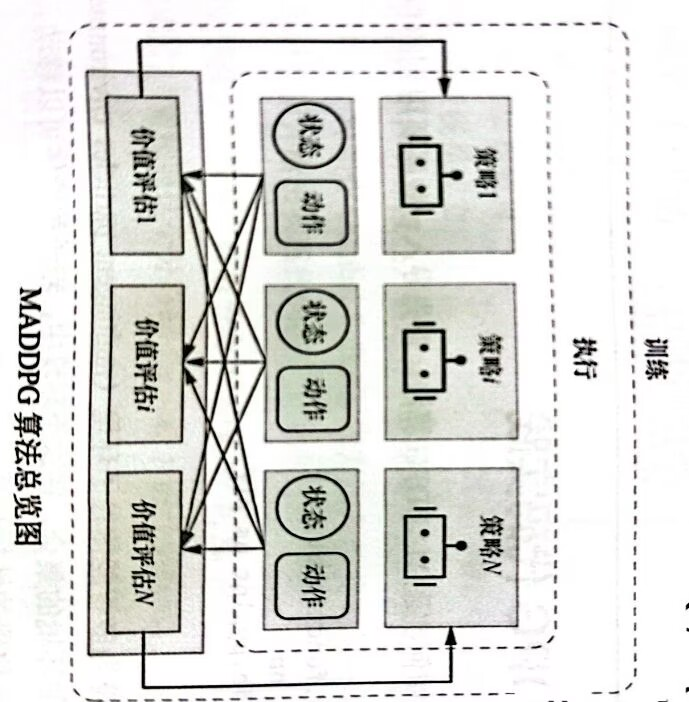 训练
执行
策略1
策略i
策略N
状态
动作
状态
动作
状态
动作
价值评估1
价值评估i
价值评估N
MADDPG 算法总览图